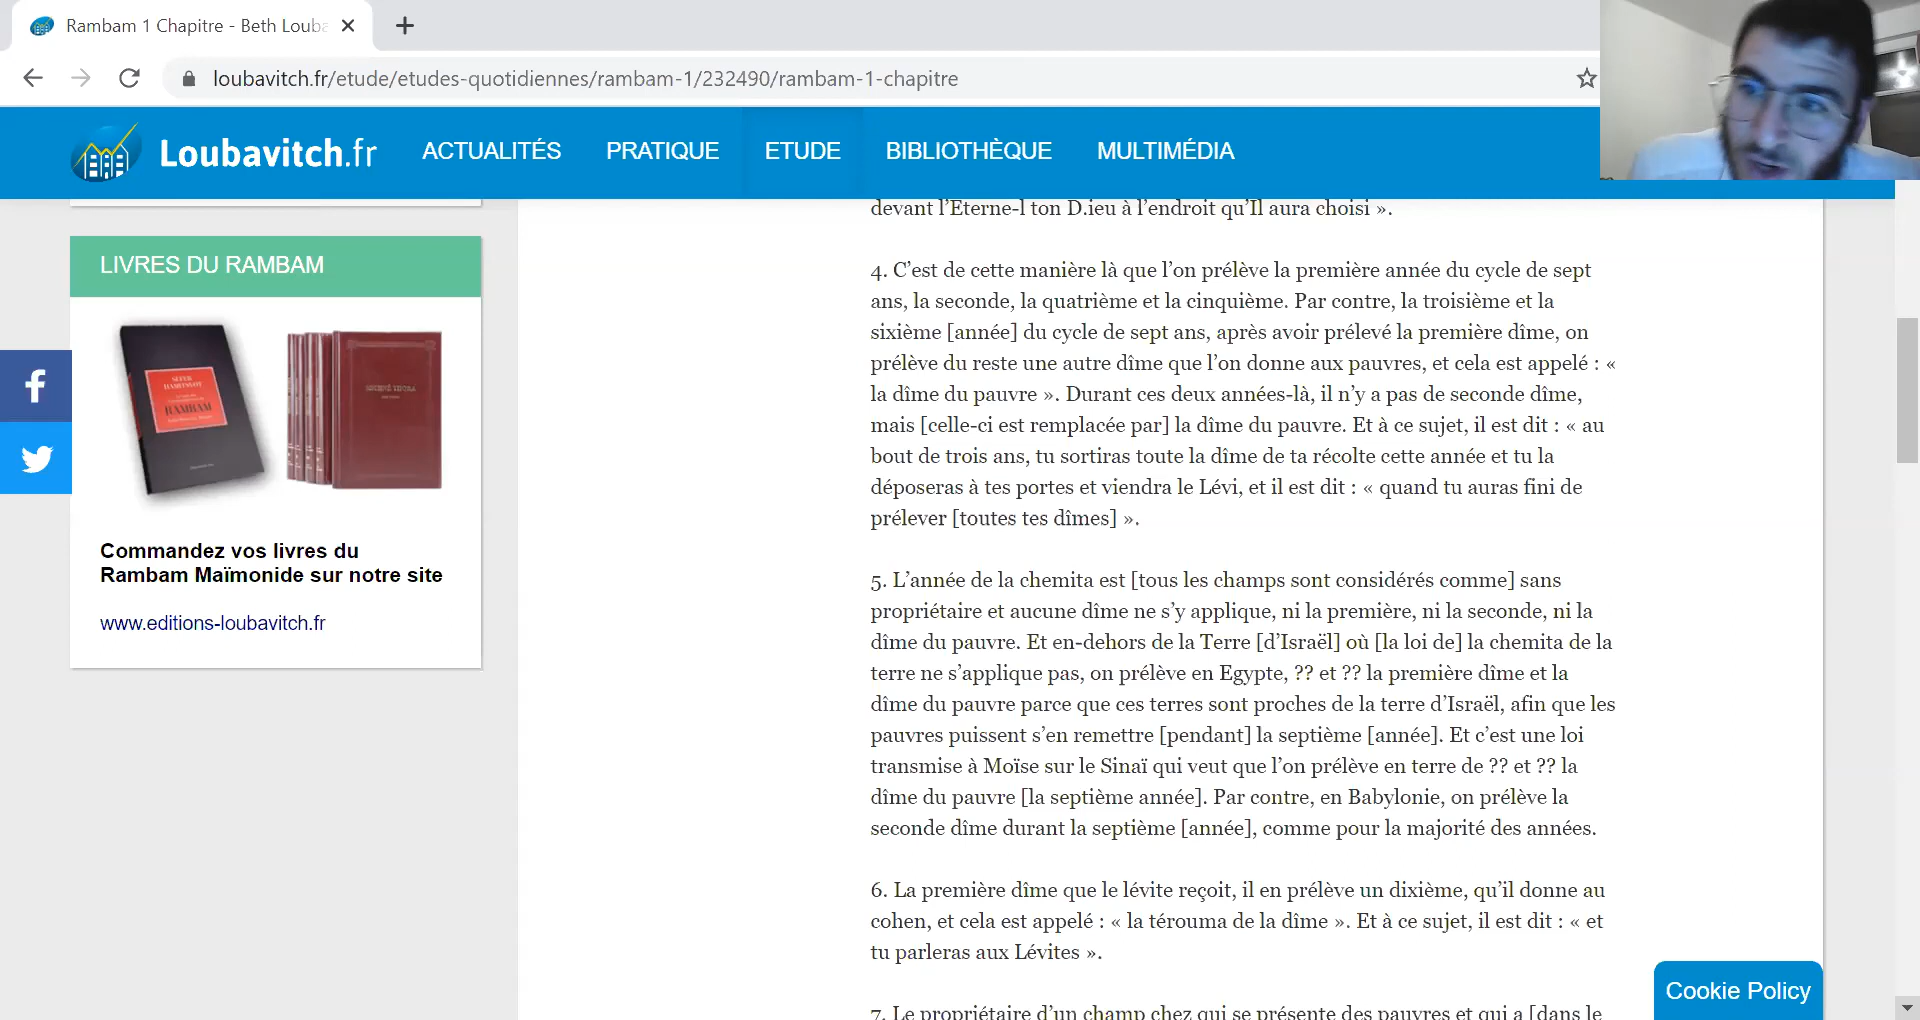 Rambam 1 Chapitre - Beth Louba
loubavitch.fr/etude/etudes-quotidiennes/rambam-1/232490/rambam-1-chapitre
Loubavitch.fr
ACTUALITÉS
PRATIQUE
ETUDE
BIBLIOTHÈQUE
MULTIMÉDIA
LIVRES DU RAMBAM
RAMBAM
Commandez vos livres du
Rambam Maïmonide sur notre site
www.editions-loubavitch.fr
devant l’Eterne-l ton D.ieu à l’endroit qu’Il aura choisi ».
4. C’est de cette manière là que l’on prélève la première année du cycle de sept
ans, la seconde, la quatrième et la cinquième. Par contre, la troisième et la
sixième [année] du cycle de sept ans, après avoir prélevé la première dîme, on
prélève du reste une autre dîme que l’on donne aux pauvres, et cela est appelé : «
la dîme du pauvre ». Durant ces deux années-là, il n’y a pas de seconde dîme,
mais [celle-ci est remplacée par] la dîme du pauvre. Et à ce sujet, il est dit : « au
bout de trois ans, tu sortiras toute la dîme de ta récolte cette année et tu la
déposeras à tes portes et viendra le Lévi, et il est dit : « quand tu auras fini de
prélever [toutes tes dîmes] ».
5. L’année de la chemita est [tous les champs sont considérés comme] sans
propriétaire et aucune dîme ne s’y applique, ni la première, ni la seconde, ni la
dîme du pauvre. Et en-dehors de la Terre [d’Israël] où [la loi de] la chemita de la
terre ne s’applique pas, on prélève en Egypte, ?? et ?? la première dîme et la
dîme du pauvre parce que ces terres sont proches de la terre d’Israël, afin que les
pauvres puissent s’en remettre [pendant] la septième [année]. Et c’est une loi
transmise à Moïse sur le Sinaï qui veut que l’on prélève en terre de ?? et ?? la
dîme du pauvre [la septième année]. Par contre, en Babylonie, on prélève la
seconde dîme durant la septième [année], comme pour la majorité des années.
6. La première dîme que le lévite reçoit, il en prélève un dixième, qu’il donne au
cohen, et cela est appelé : « la térouma de la dîme ». Et à ce sujet, il est dit : « et
tu parleras aux Lévites ».
7. Le propriétaire d’un champ chez qui se présente des pauvres et qui a [dans le
Cookie Policy